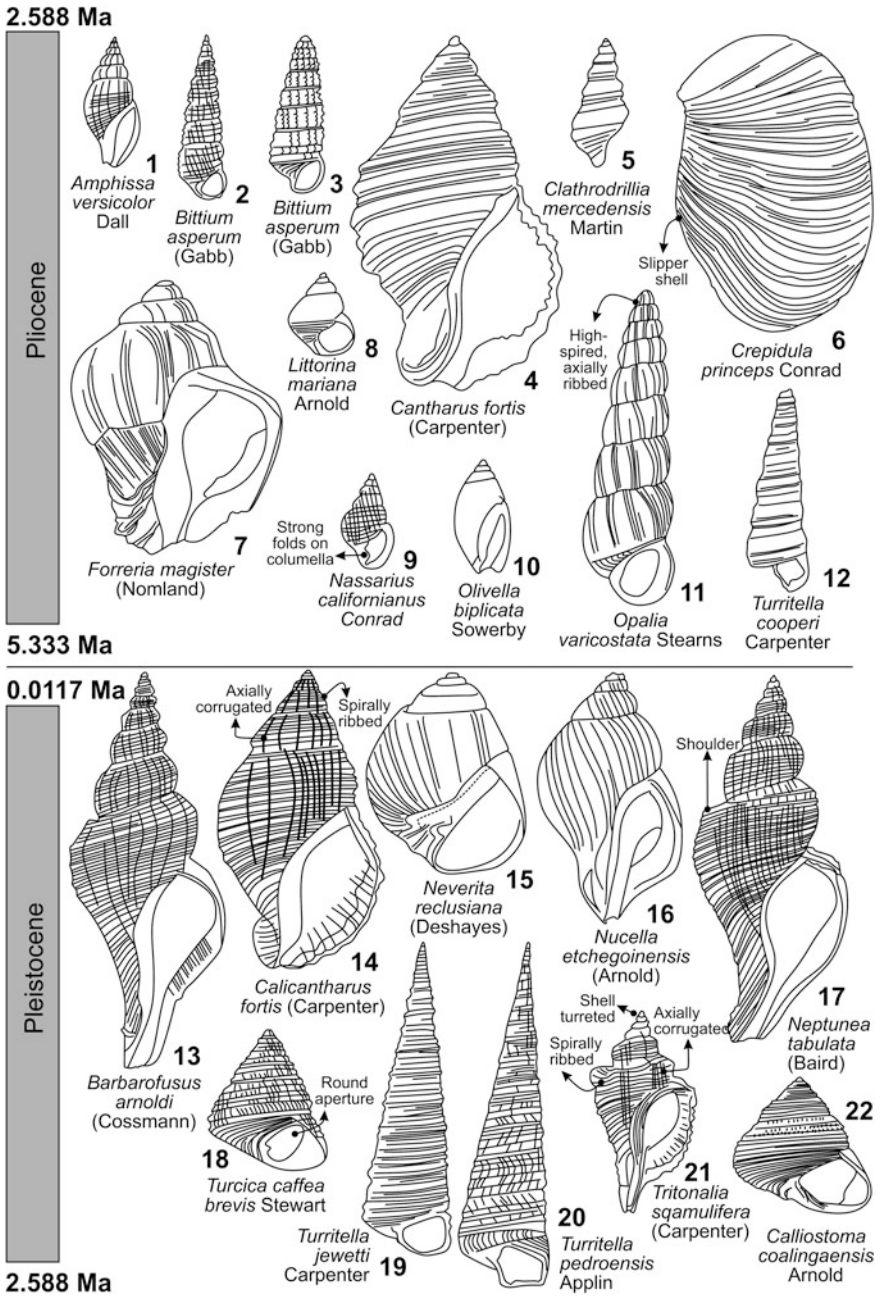 2.588 Ma
Pliocene
1
Amphissa
versicolor
Dall
2
Bittium
asperum
(Gabb)
3
Bittium
asperum
(Gabb)
4
Cantharus fortis
(Carpenter)
5
Clathrodrillia
mercedensis
Martin
Slipper
shell
6
Crepidula
princeps Conrad
7
Forreria magister
(Nomland)
8
Littorina
mariana
Arnold
Strong
folds on
columella
9
Nassarius
californianus
Conrad
10
Olivella
biplicata
Sowerby
High-
spired,
axially
ribbed
11
Opalia
varicostata Stearns
12
Turritella
cooperi
Carpenter
5.333 Ma
0.0117 Ma
Pleistocene
13
Barbarofusus
arnoldi
(Cossmann)
Axially
corrugated
Spirally
ribbed
14
Calicantharus
fortis (Carpenter)
15
Neverita
reclusiana
(Deshayes)
16
Nucella
etchegoinensis
(Arnold)
Shoulder
17
Neptunea
tabulata
(Baird)
Round
aperture
18
Turcica caffea
brevis Stewart
Turritella
jewetti
Carpenter
19
20
Turritella
pedroensis
Applin
Shell
turreted
Spirally
ribbed
Axially
corrugated
21
Tritonalia
sqamulifera
(Carpenter)
22
Calliostoma
coalingaensis
Arnold
2.588 Ma